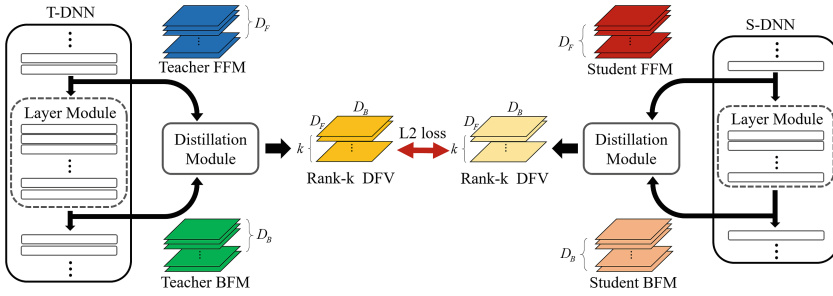 T-DNN
D_F
Teacher FFM
Layer Module
Distillation
Module
D_B
Teacher BFM
D_B
D_F
k
Rank-k DFV
L2 loss
D_B
D_F
k
Rank-k DFV
D_F
Student FFM
Distillation
Module
D_B
Student BFM
S-DNN
Layer Module